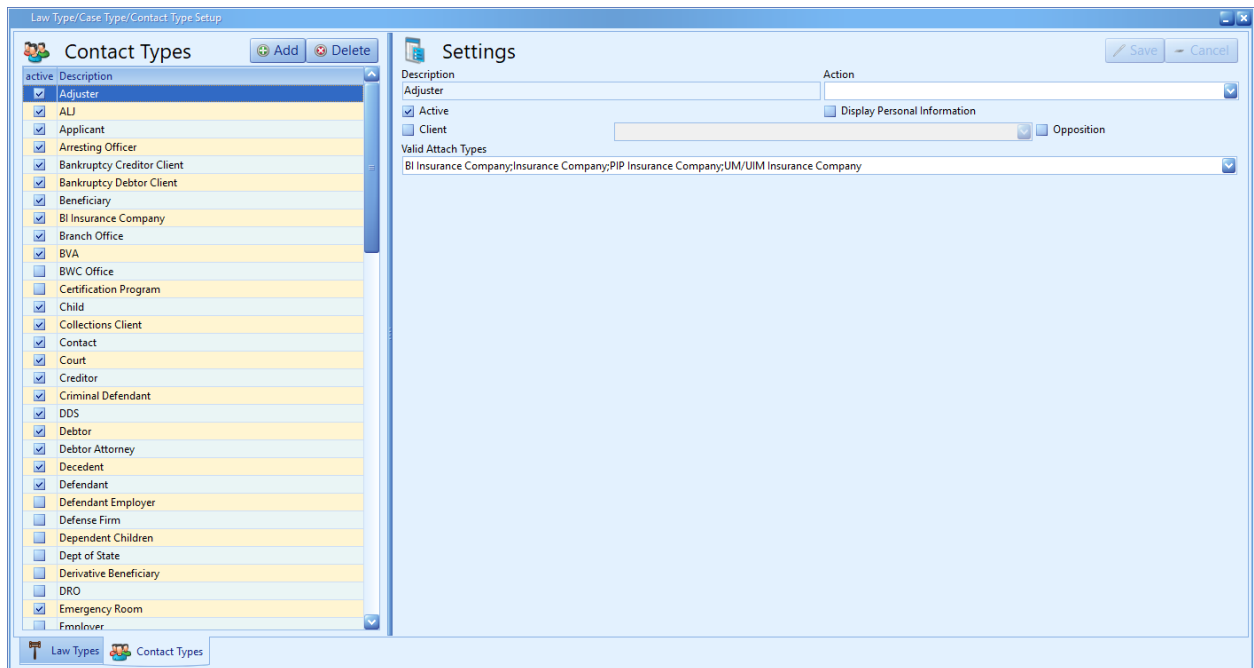 Law Type/Case Type/Contact Type Setup
Contact Types
Add
Delete
active Description
Adjuster
ALJ
Applicant
Arresting Officer
Bankruptcy Creditor Client
Bankruptcy Debtor Client
Beneficiary
BI Insurance Company
Branch Office
BVA
BWC Office
Certification Program
Child
Collections Client
Contact
Court
Creditor
Criminal Defendant
DDS
Debtor
Debtor Attorney
Decedent
Defendant
Defendant Employer
Defense Firm
Dependent Children
Dept of State
Derivative Beneficiary
DRO
Emergency Room
Employer
Law Types
Contact Types
Settings
Save
Cancel
Description
Action
Adjuster
Active
Display Personal Information
Client
Opposition
Valid Attach Types
BI Insurance Company;Insurance Company;PIP Insurance Company;UM/UIM Insurance Company